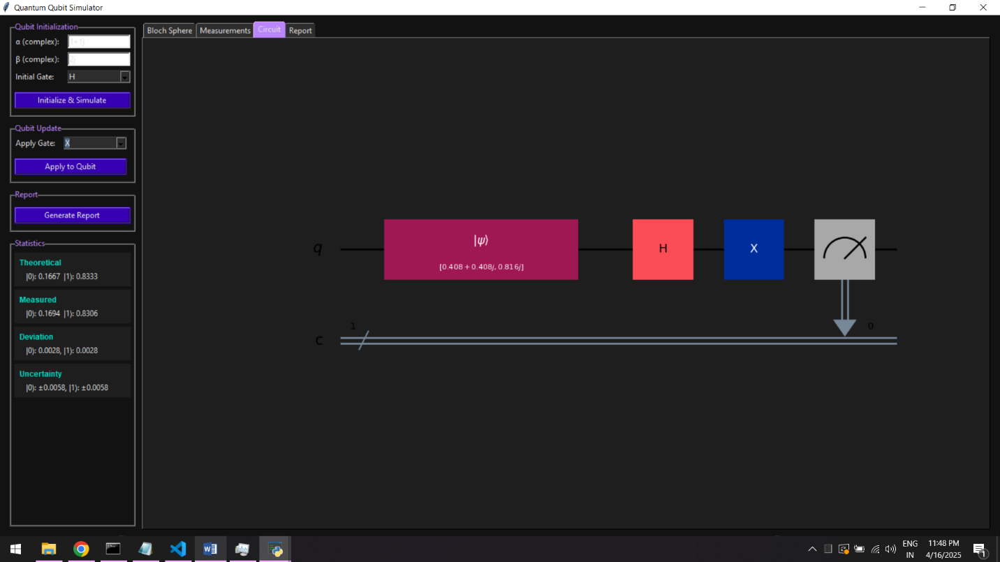 Quantum Qubit Simulator
Qubit Initialization
α (complex): 1+1j
β (complex): 2j
Initial Gate: H
Initialize & Simulate
Qubit Update
Apply Gate: X
Apply to Qubit
Report
Generate Report
Statistics
Theoretical
|0⟩: 0.1667 |1⟩: 0.8333
Measured
|0⟩: 0.1694 |1⟩: 0.8306
Deviation
|0⟩: 0.0028, |1⟩: 0.0028
Uncertainty
|0⟩: ±0.0058, |1⟩: ±0.0058
Bloch Sphere Measurements Circuit Report
q
|ψ⟩
[0.408 + 0.408j, 0.816j]
H
X
1
0
c
ENG
IN
11:48 PM
4/16/2025
1